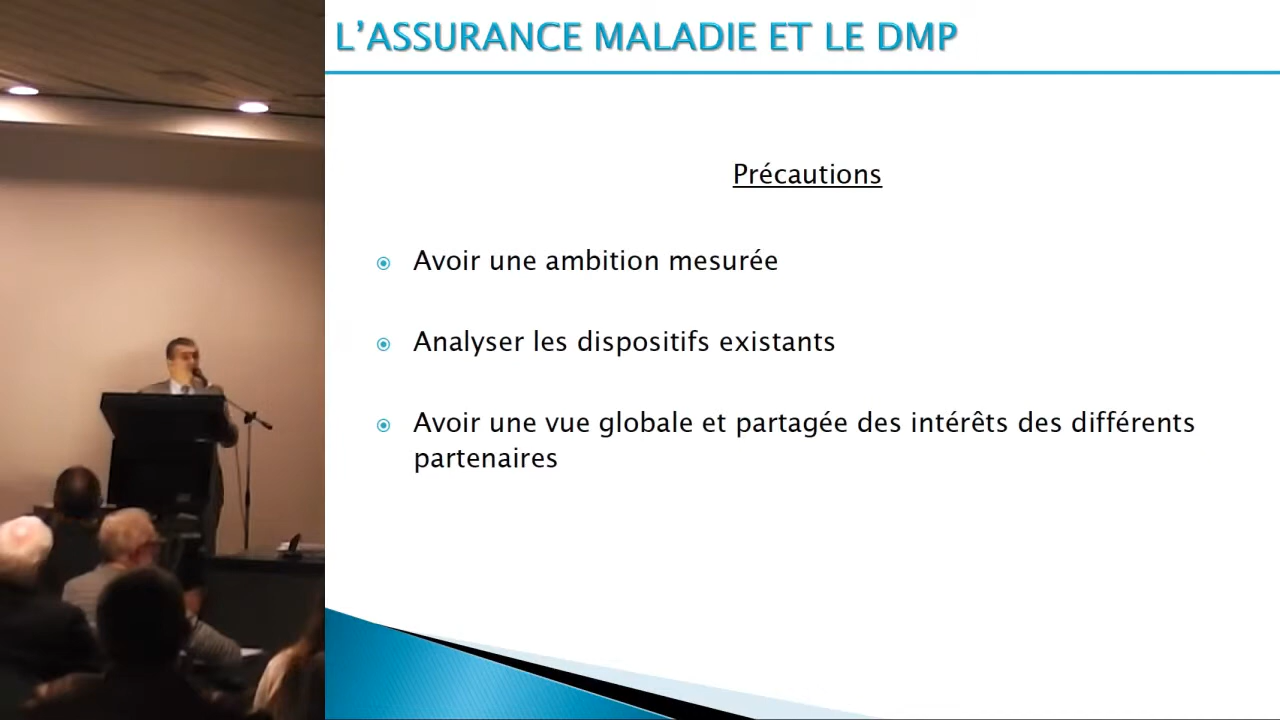 L'ASSURANCE MALADIE ET LE DMP
Précautions
Avoir une ambition mesurée
Analyser les dispositifs existants
Avoir une vue globale et partagée des intérêts des différents
partenaires